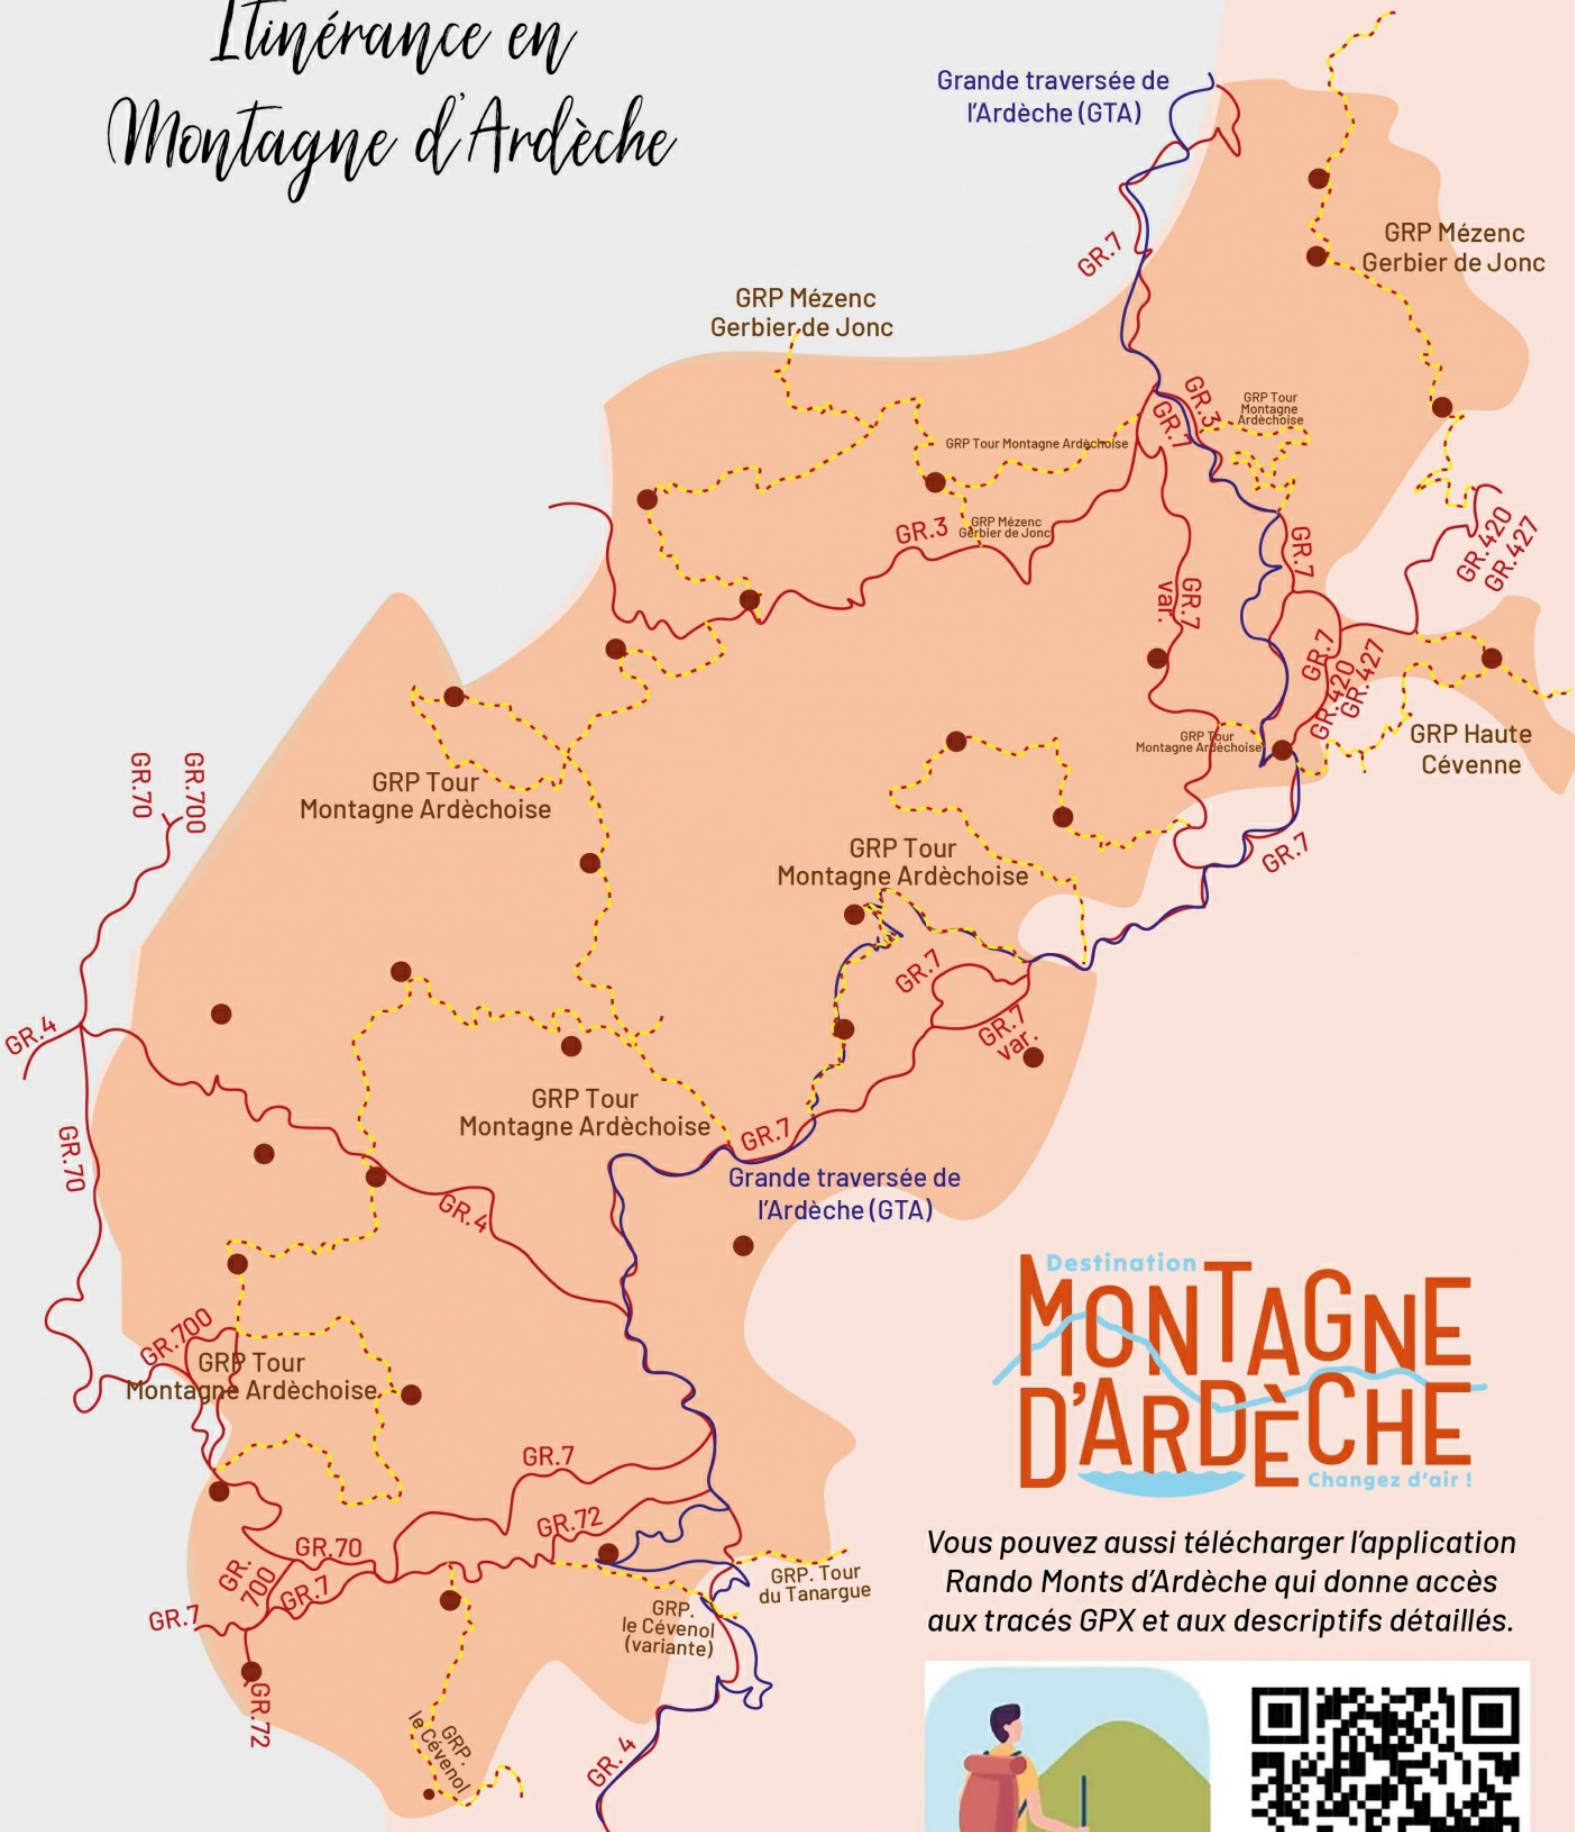 Itinérance en
Montagne d'Ardèche
Grande traversée de
l'Ardèche (GTA)
GRP Mézenc
Gerbier de Jonc
GR.7
GRP Mézenc
Gerbier de Jonc
GR.3
GRP Tour
Montagne
Ardèchoise
GR.7
GRP Tour Montagne Ardèchoise
GR.3
GRP Mézenc
Gerbier de Jonc
GR.7
GR.420
GR.427
GR.7
var.
GR.7
GR.420
GR.427
GRP Tour
Montagne Ardèchoise
GRP Haute
Cévenne
GR.70
GR.700
GRP Tour
Montagne Ardèchoise
GRP Tour
Montagne Ardèchoise
GR.7
GR.7
GR.7
var.
GR.4
GRP Tour
Montagne Ardèchoise
GR.7
GR.70
Grande traversée de
l'Ardèche (GTA)
GR.4
GR.700
GRP Tour
Montagne Ardèchoise
Destination
MONTAGNE
D'ARDÈCHE
Changez d'air !
GR.7
GR.72
GR.70
GR.
700
GR.7
GR.7
GRP. Tour
du Tanargue
GRP.
le Cévenol
(variante)
GR.72
GRP.
le Cévenol
GR. 4
Vous pouvez aussi télécharger l'application
Rando Monts d'Ardèche qui donne accès
aux tracés GPX et aux descriptifs détaillés.